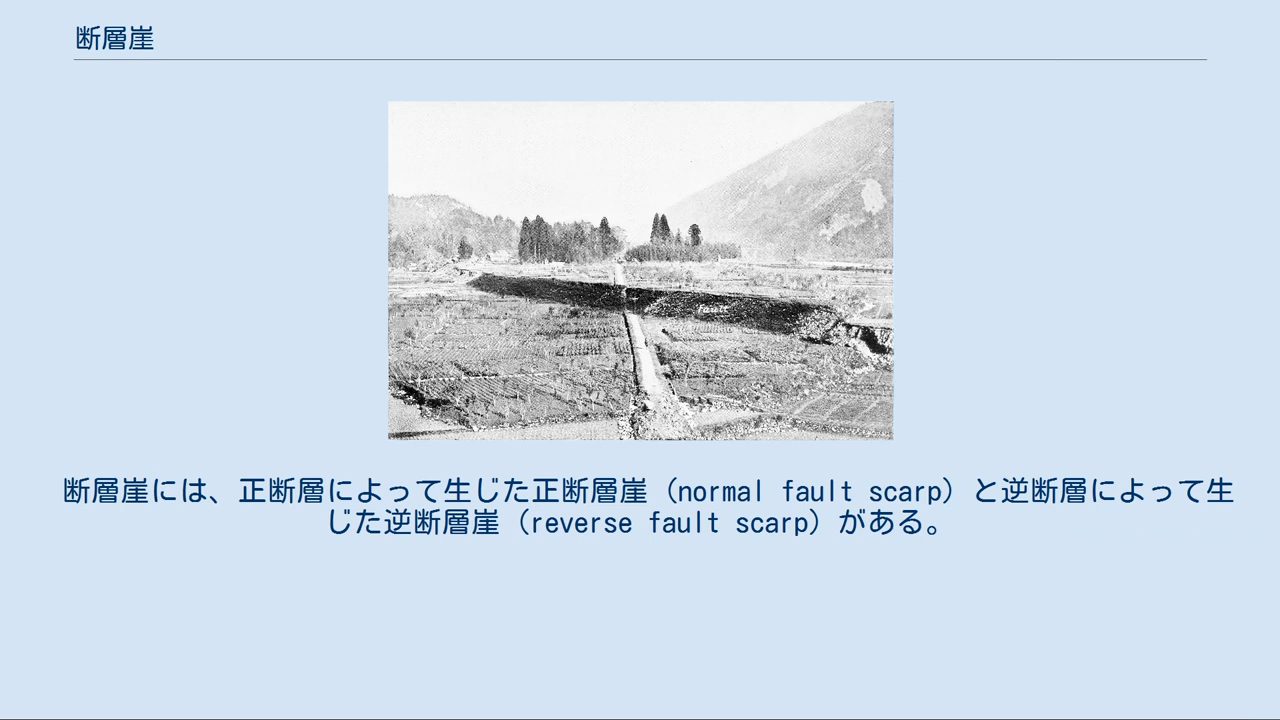 断層崖
fault
断層崖には、正断層によって生じた正断層崖（normal fault scarp）と逆断層によって生
じた逆断層崖（reverse fault scarp）がある。